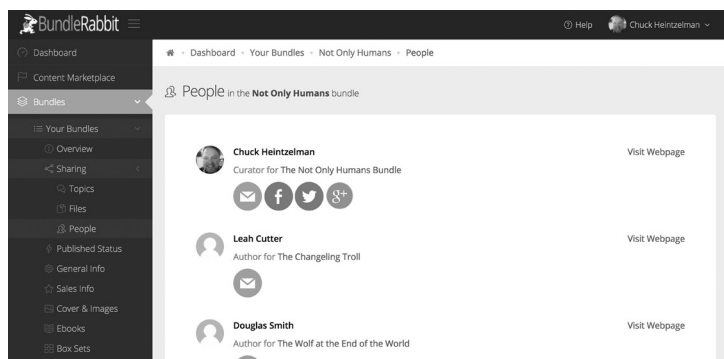 BundleRabbit
Help
Chuck Heintzelman
Dashboard
Content Marketplace
Bundles
Your Bundles
Overview
Sharing
Topics
Files
People
Published Status
General Info
Sales Info
Cover & Images
Ebooks
Box Sets
Dashboard Your Bundles Not Only Humans People
People in the Not Only Humans bundle
Chuck Heintzelman Visit Webpage
Curator for The Not Only Humans Bundle
f g+
Leah Cutter Visit Webpage
Author for The Changeling Troll
Douglas Smith Visit Webpage
Author for The Wolf at the End of the World